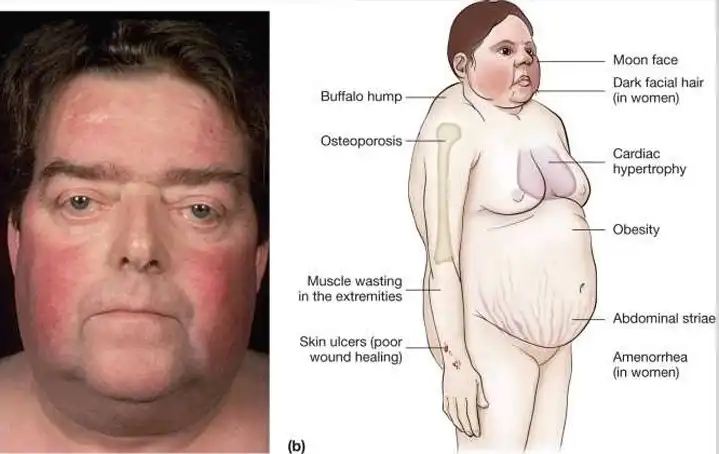 Moon face
Dark facial hair
(in women)
Buffalo hump
Osteoporosis
Cardiac
hypertrophy
Obesity
Muscle wasting
in the extremities
Abdominal striae
Skin ulcers (poor
wound healing)
Amenorrhea
(in women)
(b)